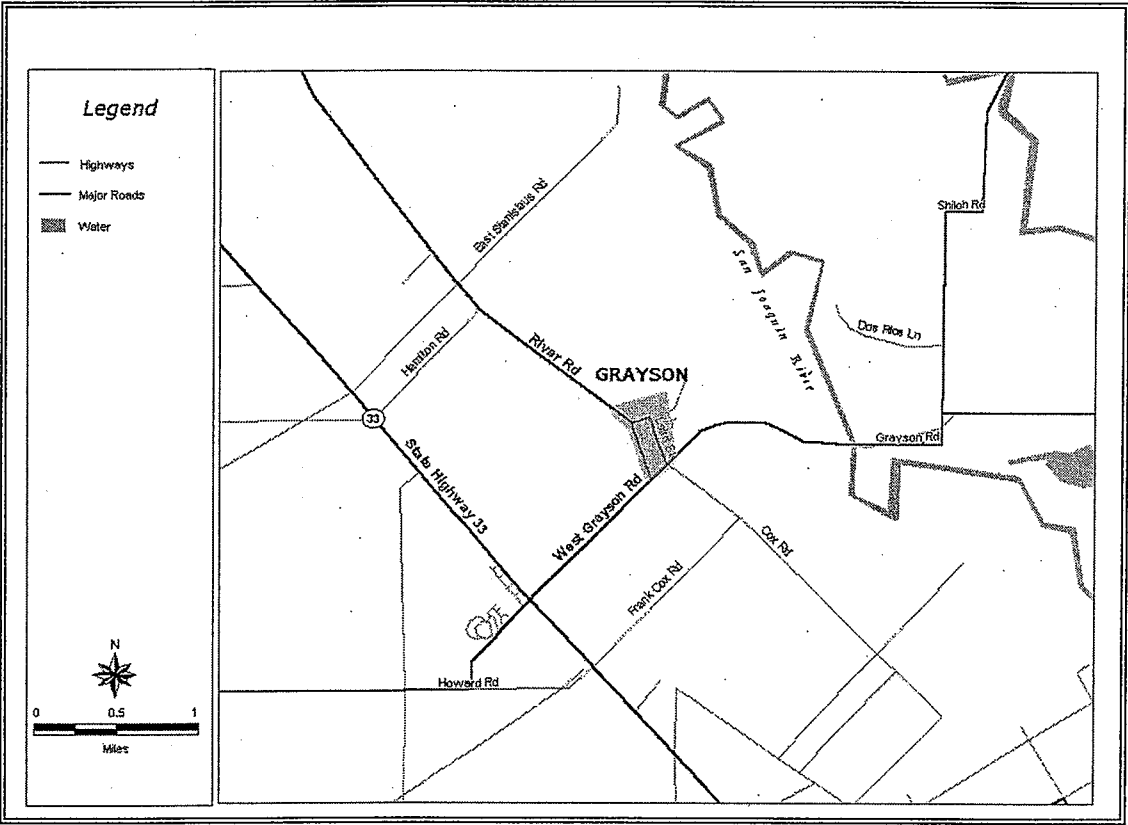 Legend
Highways
Major Roads
Water
N
0 0.5 1
Miles
East Stanislaus Rd
Shiloh Rd
San Joaquin River
Dos Rios Ln
Hamilton Rd
River Rd
GRAYSON
33
Grayson Rd
State Highway 33
West Grayson Rd
Cox Rd
Frank Cox Rd
Howard Rd